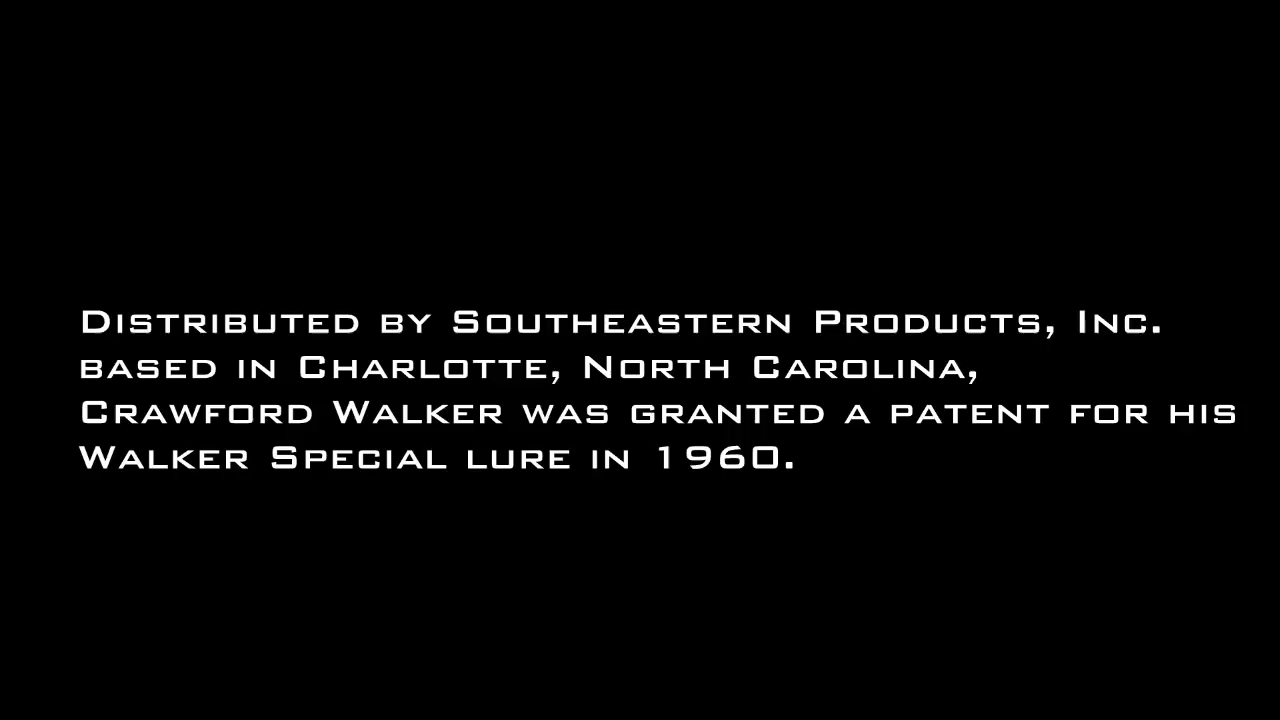 Distributed by Southeastern Products, Inc.
based in Charlotte, North Carolina,
Crawford Walker was granted a patent for his
Walker Special lure in 1960.